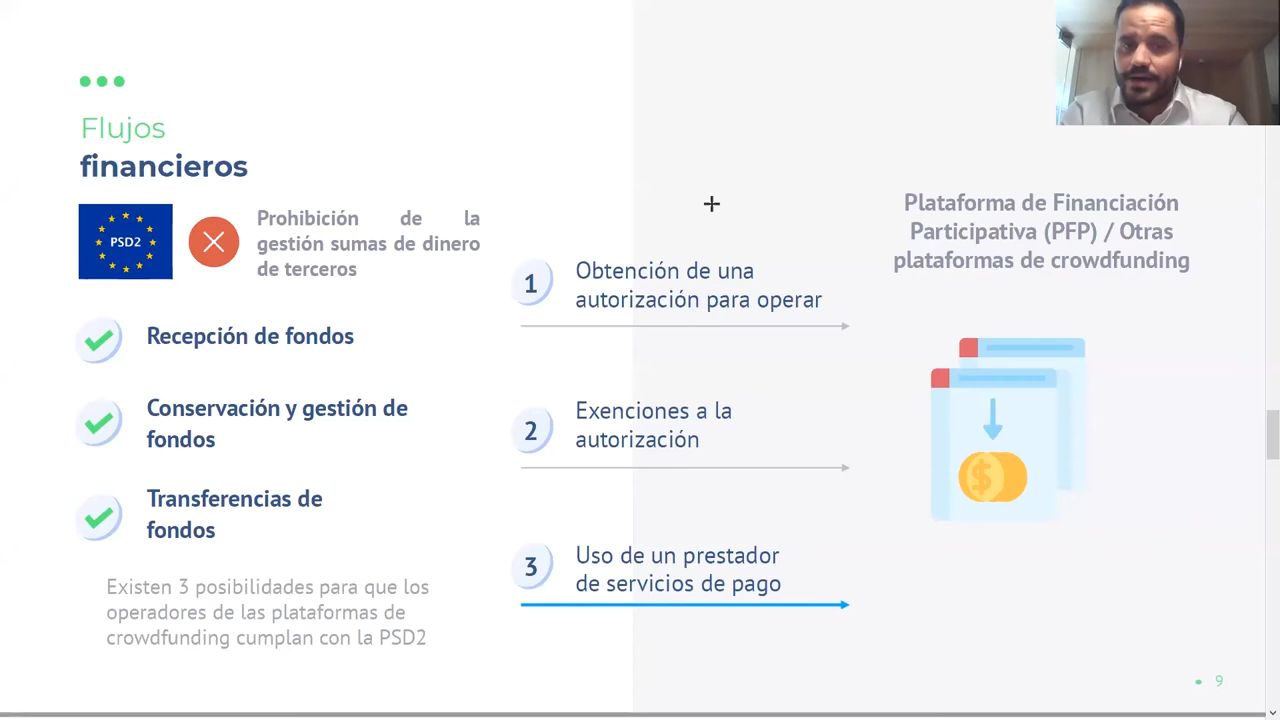 Flujos
financieros
PSD2
Prohibición de la
gestión sumas de dinero
de terceros
Recepción de fondos
Conservación y gestión de
fondos
Transferencias de
fondos
Existen 3 posibilidades para que los
operadores de las plataformas de
crowdfunding cumplan con la PSD2
1
Obtención de una
autorización para operar
2
Exenciones a la
autorización
3
Uso de un prestador
de servicios de pago
Plataforma de Financiación
Participativa (PFP) / Otras
plataformas de crowdfunding
$
9